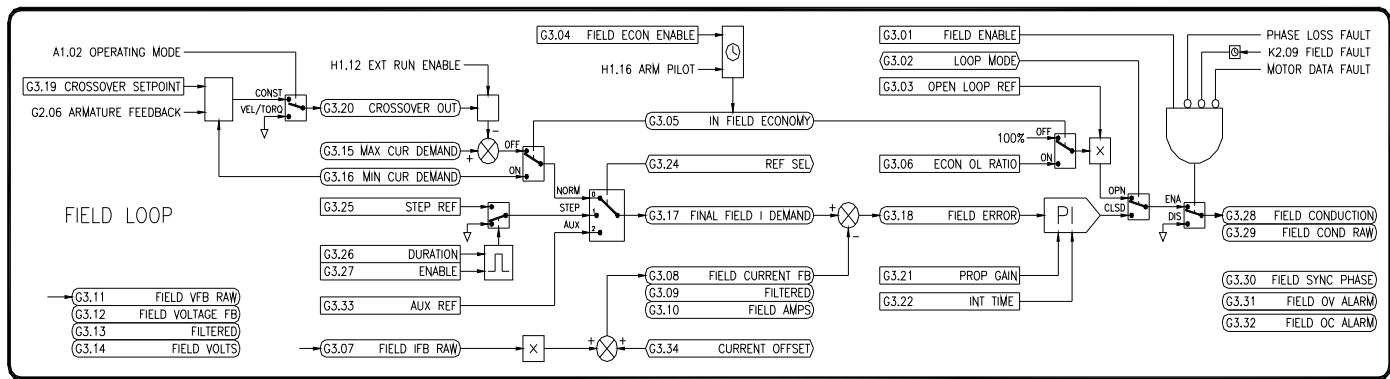 A1.02 OPERATING MODE
G3.19 CROSSOVER SETPOINT
G2.06 ARMATURE FEEDBACK
CONST
VEL/TORQ
H1.12 EXT RUN ENABLE
G3.20 CROSSOVER OUT
-
+
G3.15 MAX CUR DEMAND
G3.16 MIN CUR DEMAND
OFF
ON
G3.04 FIELD ECON ENABLE
H1.16 ARM PILOT
G3.05 IN FIELD ECONOMY
G3.24 REF SEL
FIELD LOOP
G3.25 STEP REF
G3.26 DURATION
G3.27 ENABLE
G3.33 AUX REF
NORM
STEP
AUX
0
1
2
G3.17 FINAL FIELD I DEMAND
+
-
G3.08 FIELD CURRENT FB
G3.09 FILTERED
G3.10 FIELD AMPS
G3.11 FIELD VFB RAW
G3.12 FIELD VOLTAGE FB
G3.13 FILTERED
G3.14 FIELD VOLTS
G3.07 FIELD IFB RAW
X
+
+
G3.34 CURRENT OFFSET
G3.01 FIELD ENABLE
G3.02 LOOP MODE
G3.03 OPEN LOOP REF
100%
OFF
ON
G3.06 ECON OL RATIO
X
G3.18 FIELD ERROR
PI
G3.21 PROP GAIN
G3.22 INT TIME
OPN
CLSD
PHASE LOSS FAULT
K2.09 FIELD FAULT
MOTOR DATA FAULT
ENA
DIS
G3.28 FIELD CONDUCTION
G3.29 FIELD COND RAW
G3.30 FIELD SYNC PHASE
G3.31 FIELD OV ALARM
G3.32 FIELD OC ALARM